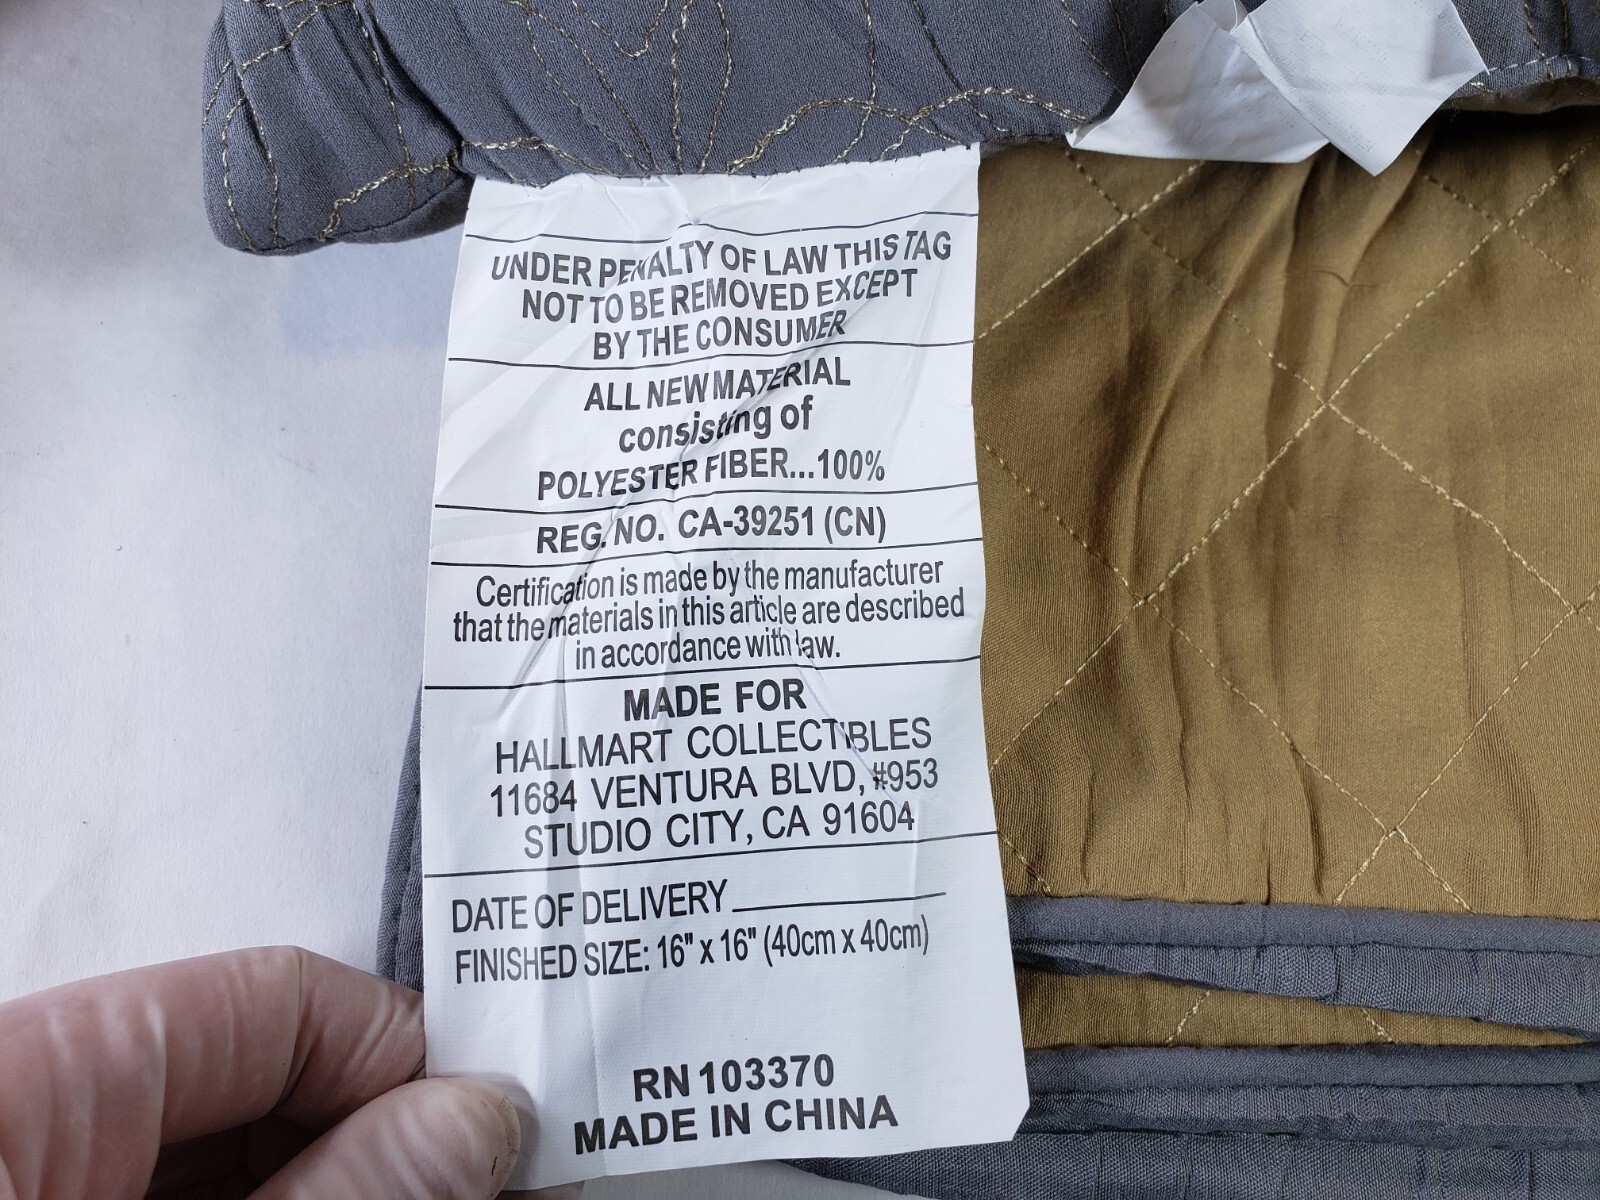 UNDER PENALTY OF LAW THIS TAG
NOT TO BE REMOVED EXCEPT
BY THE CONSUMER
ALL NEW MATERIAL
consisting of
POLYESTER FIBER...100%
REG. NO. CA-39251 (CN)
Certification is made by the manufacturer
that the materials in this article are described
in accordance with law.
MADE FOR
HALLMART COLLECTIBLES
11684 VENTURA BLVD, #953
STUDIO CITY, CA 91604
DATE OF DELIVERY____________
FINISHED SIZE: 16" x 16" (40cm x 40cm)
RN 103370
MADE IN CHINA